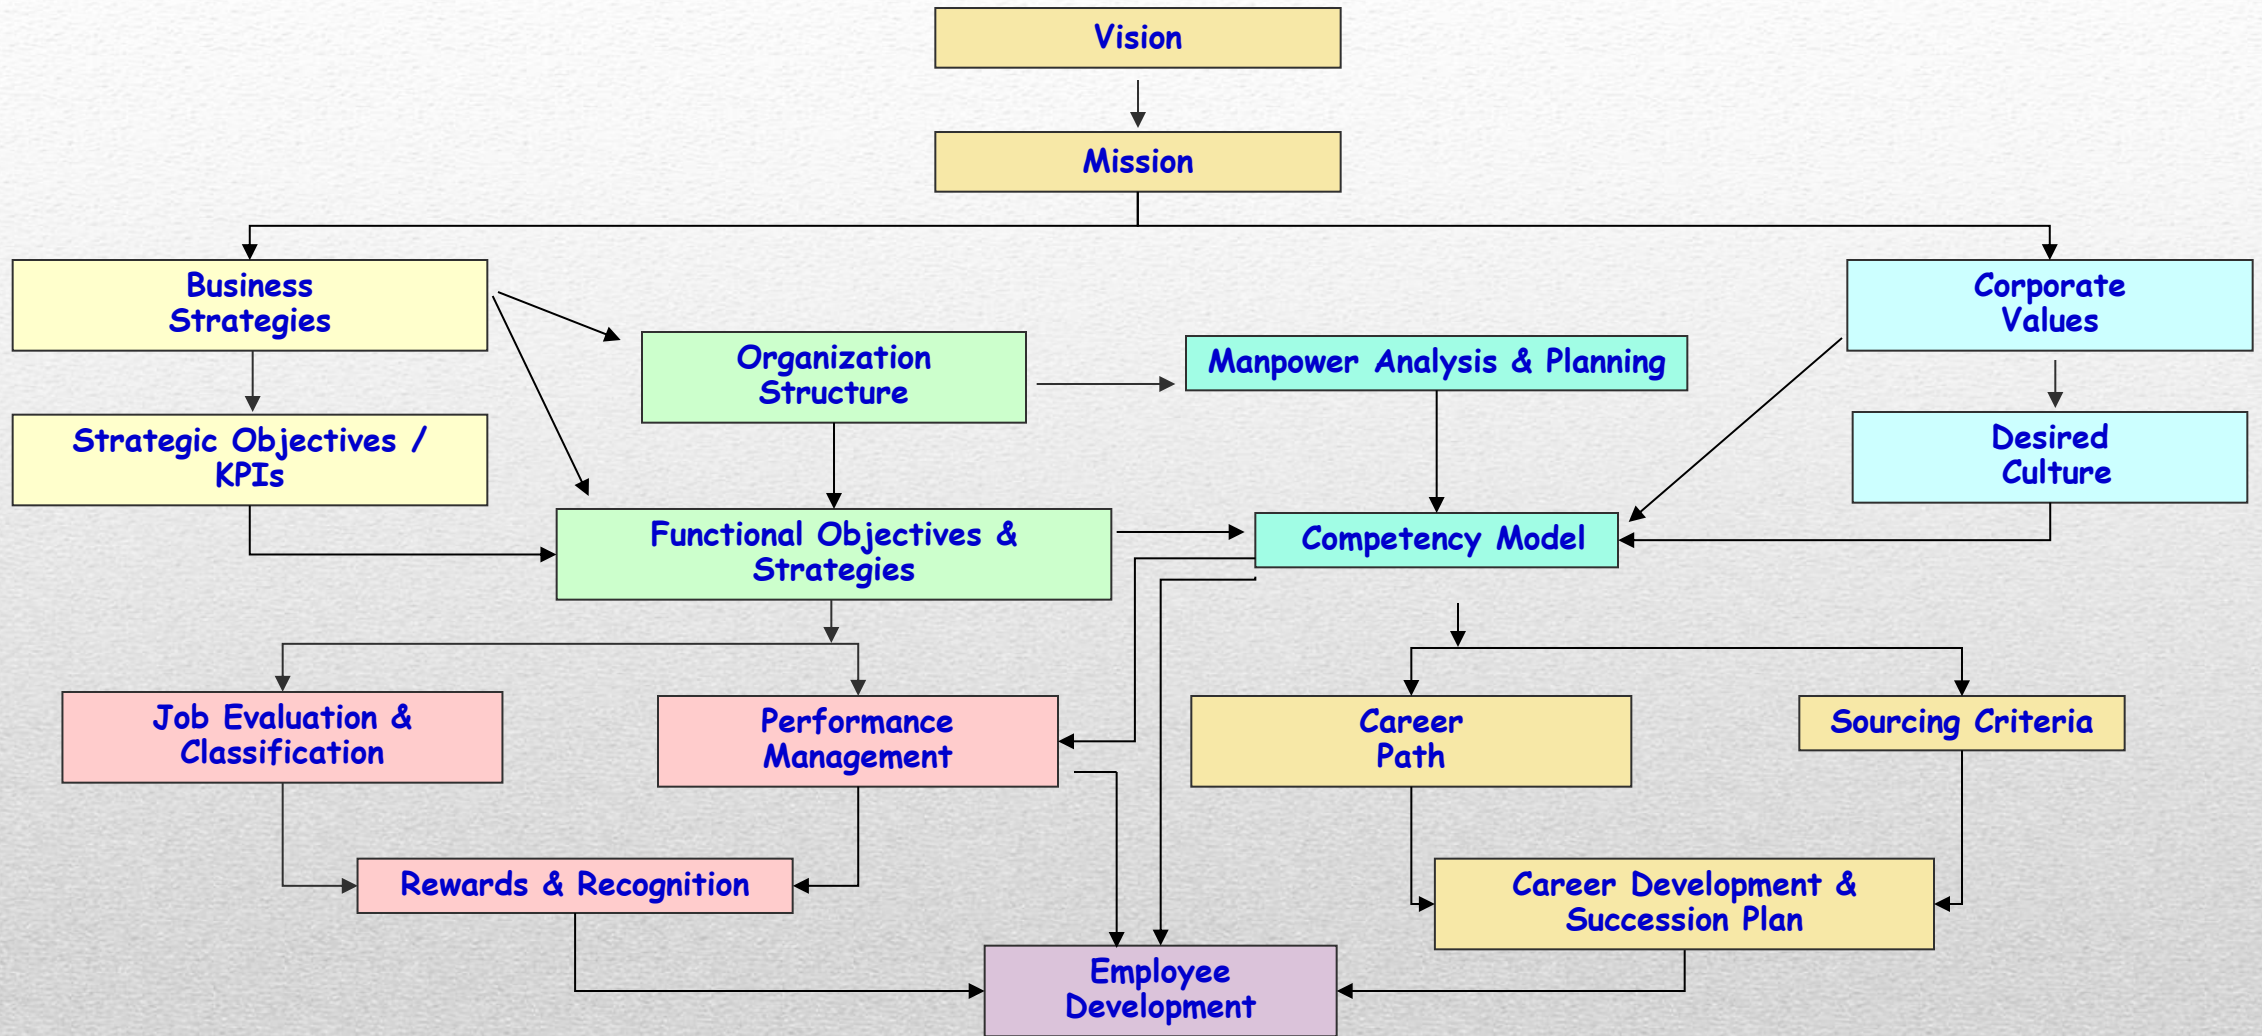 Vision
Mission
Business
Strategies
Corporate
Values
Organization
Structure
Manpower Analysis & Planning
Strategic Objectives /
KPIs
Desired
Culture
Functional Objectives &
Strategies
Competency Model
Job Evaluation &
Classification
Performance
Management
Career
Path
Sourcing Criteria
Rewards & Recognition
Career Development &
Succession Plan
Employee
Development